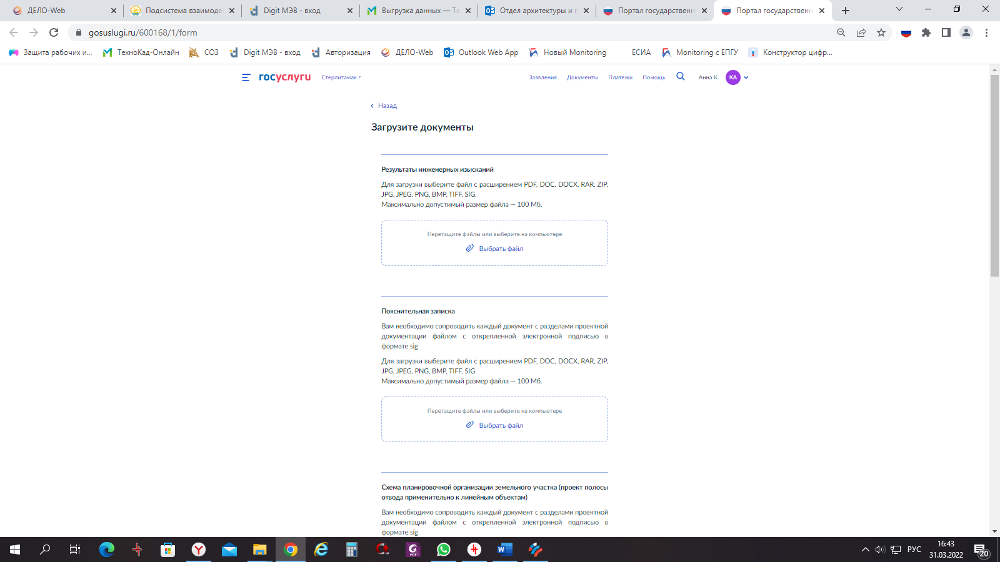 ДЕЛО-Web
Подсистема взаимоде
Digit МЭВ - вход
Выгрузка данных — Те
Отдел архитектуры и г
Портал государственн
Портал государственн
gosuslugi.ru/600168/1/form
Защита рабочих и...
ТехноКад-Онлайн
СОЗ
Digit МЭВ - вход
Авторизация
ДЕЛО-Web
Outlook Web App
Новый Monitoring
ЕСИА
Monitoring с ЕПГУ
Конструктор цифр...
госуслуги
Стерлитамак г
Заявления
Документы
Платежи
Помощь
Анна К.
КА
Назад
Загрузите документы
Результаты инженерных изысканий
Для загрузки выберите файл с расширением PDF, DOC, DOCX, RAR, ZIP,
JPG, JPEG, PNG, BMP, TIFF, SIG.
Максимально допустимый размер файла — 100 Мб.
Перетащите файлы или выберите на компьютере
Выбрать файл
Пояснительная записка
Вам необходимо сопроводить каждый документ с разделами проектной
документации файлом с открепленной электронной подписью в
формате sig
Для загрузки выберите файл с расширением PDF, DOC, DOCX, RAR, ZIP,
JPG, JPEG, PNG, BMP, TIFF, SIG.
Максимально допустимый размер файла — 100 Мб.
Перетащите файлы или выберите на компьютере
Выбрать файл
Схема планировочной организации земельного участка (проект полосы
отвода применительно к линейным объектам)
Вам необходимо сопроводить каждый документ с разделами проектной
документации файлом с открепленной электронной подписью в
формате sig
РУС
16:43
31.03.2022
20